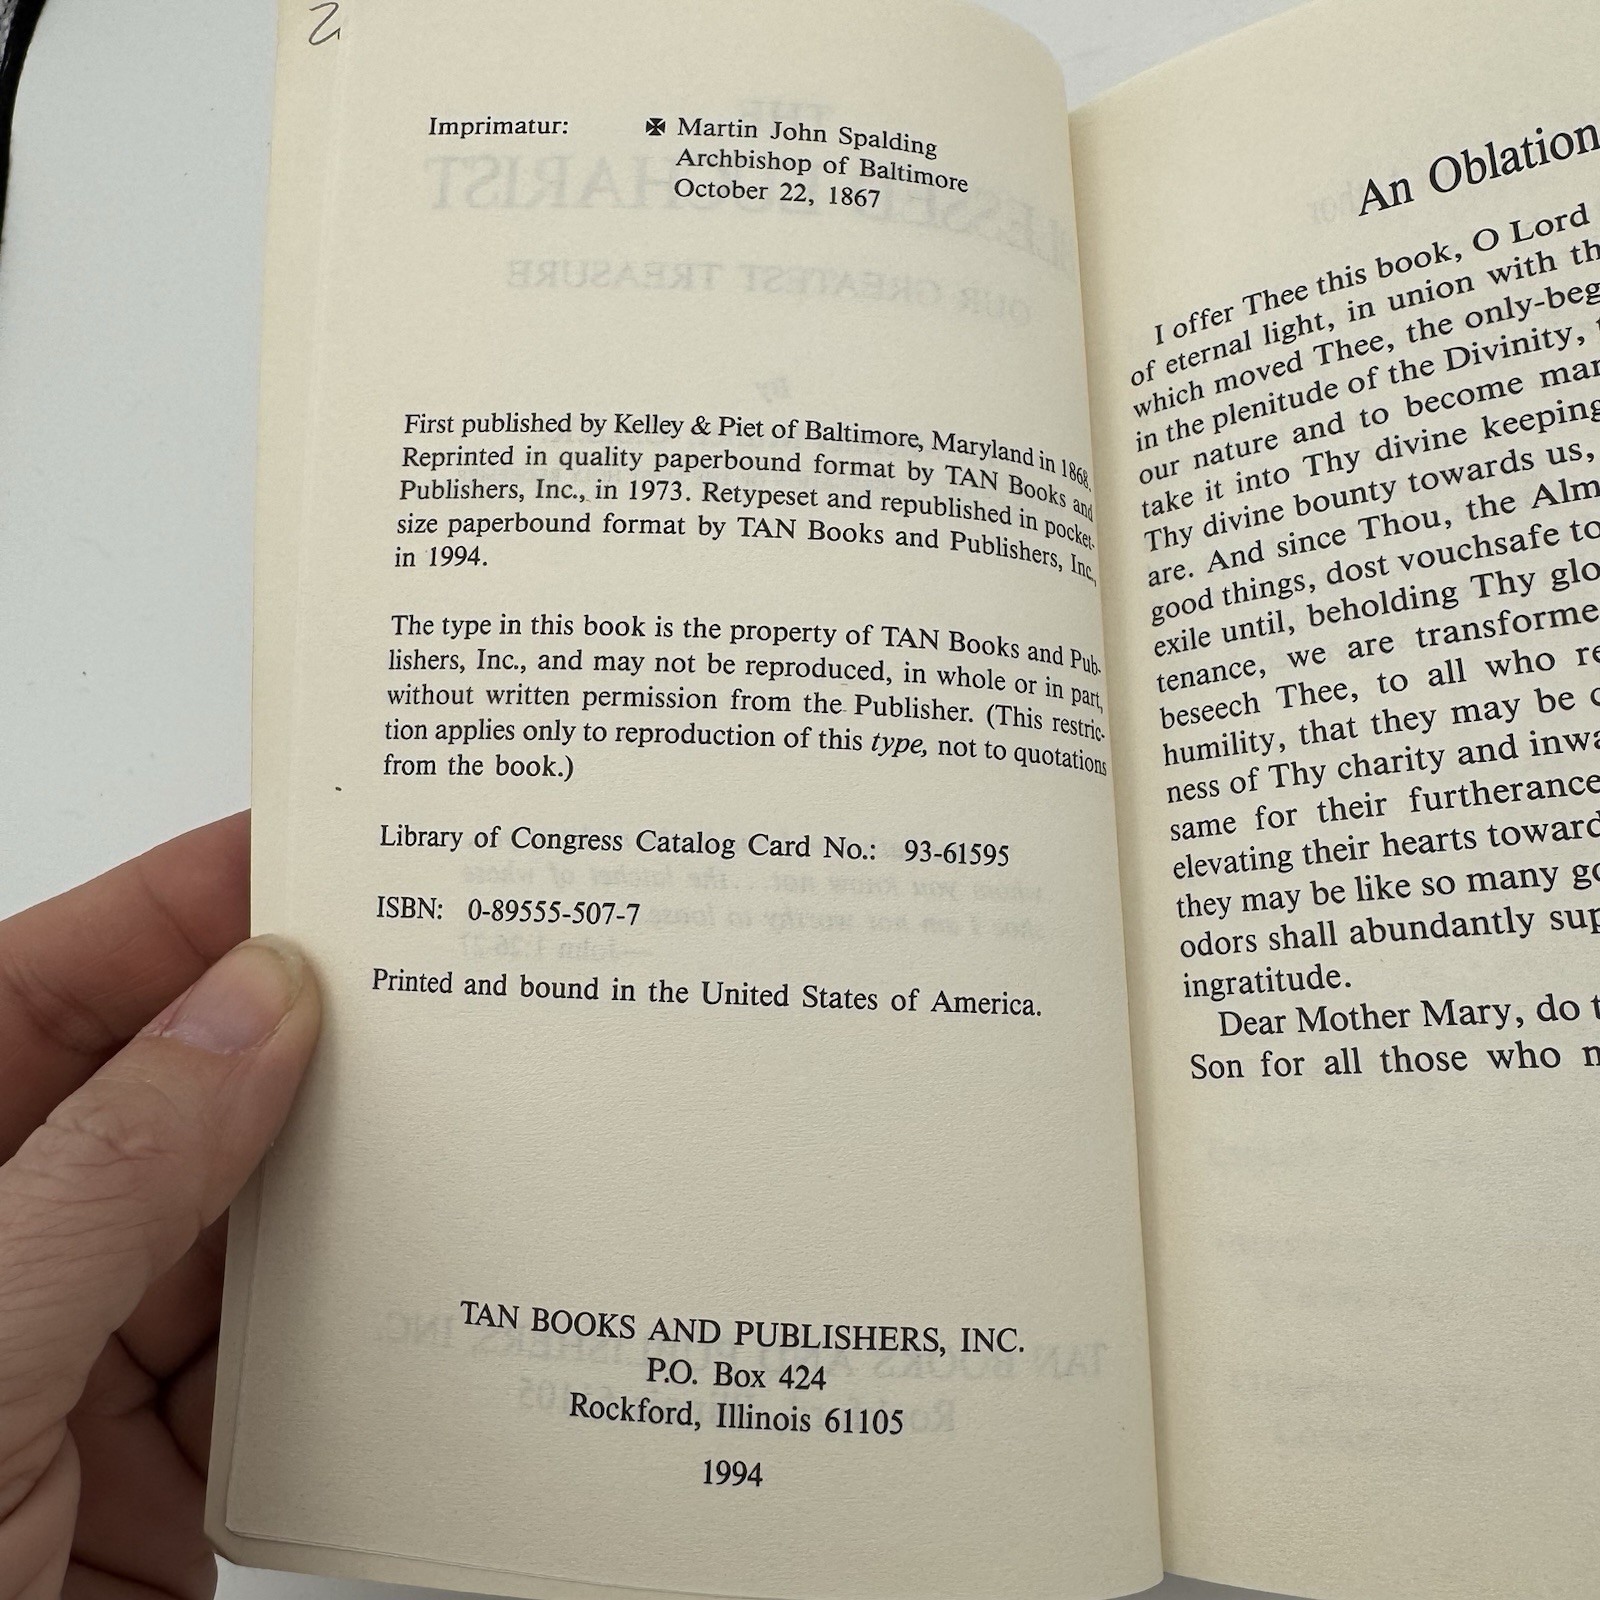 2
Imprimatur: ✠ Martin John Spalding
Archbishop of Baltimore
October 22, 1867
First published by Kelley & Piet of Baltimore, Maryland in 1868.
Reprinted in quality paperbound format by TAN Books and
Publishers, Inc., in 1973. Retypeset and republished in pocket-
size paperbound format by TAN Books and Publishers, Inc.,
in 1994.
The type in this book is the property of TAN Books and Pub-
lishers, Inc., and may not be reproduced, in whole or in part,
without written permission from the Publisher. (This restric-
tion applies only to reproduction of this type, not to quotations
from the book.)
Library of Congress Catalog Card No.: 93-61595
ISBN: 0-89555-507-7
Printed and bound in the United States of America.
TAN BOOKS AND PUBLISHERS, INC.
P.O. Box 424
Rockford, Illinois 61105
1994
An Oblation
I offer Thee this book, O Lord
of eternal light, in union with th
which moved Thee, the only-beg
in the plenitude of the Divinity,
our nature and to become man
take it into Thy divine keeping
Thy divine bounty towards us,
are. And since Thou, the Alm
good things, dost vouchsafe to
exile until, beholding Thy glo
tenance, we are transforme
beseech Thee, to all who re
humility, that they may be
ness of Thy charity and inwa
same for their furtherance
elevating their hearts toward
they may be like so many go
odors shall abundantly sup
ingratitude.
Dear Mother Mary, do t
Son for all those who